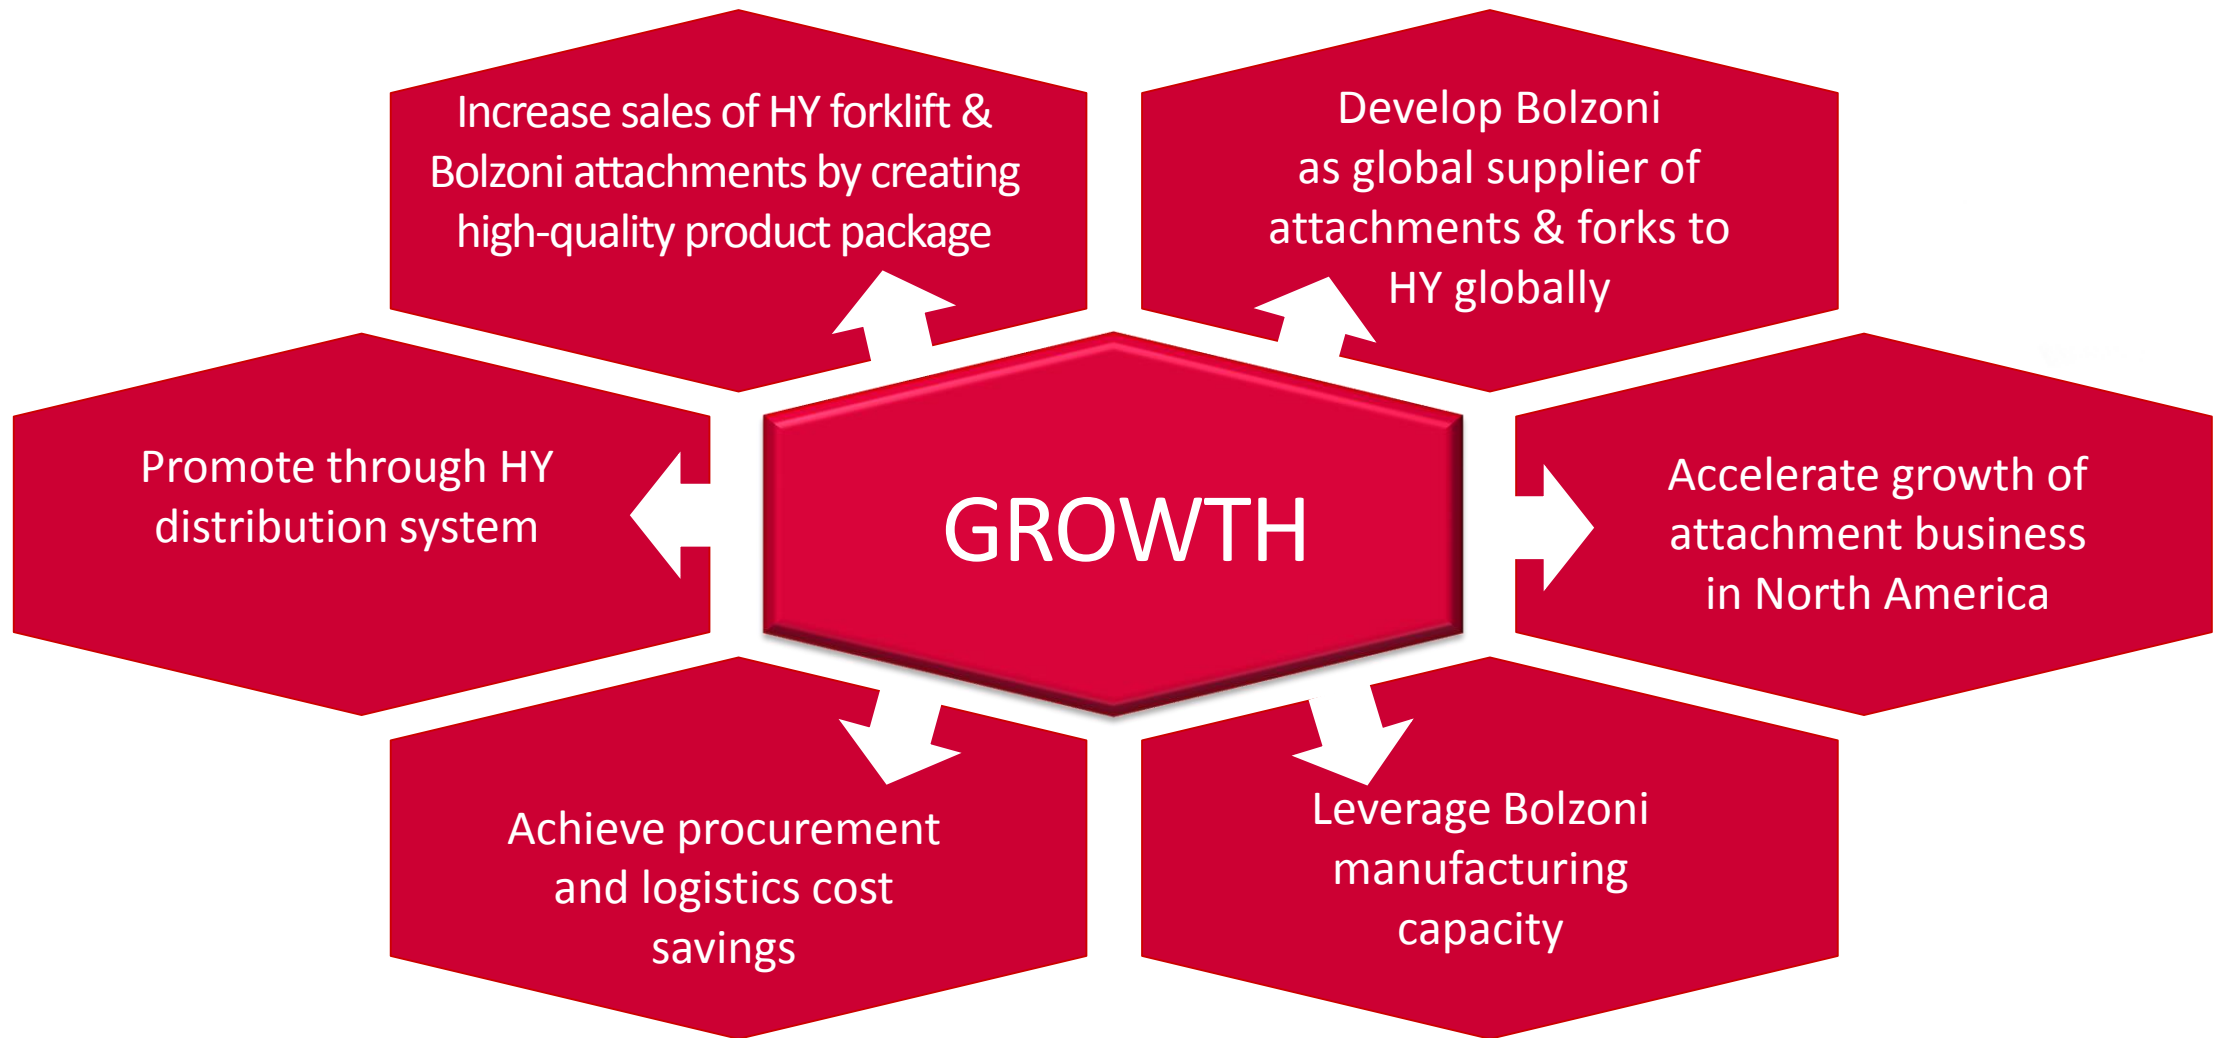 Increase sales of HY forklift &
Bolzoni attachments by creating
high-quality product package
Develop Bolzoni
as global supplier of
attachments & forks to
HY globally
Promote through HY
distribution system
GROWTH
Accelerate growth of
attachment business
in North America
Achieve procurement
and logistics cost
savings
Leverage Bolzoni
manufacturing
capacity